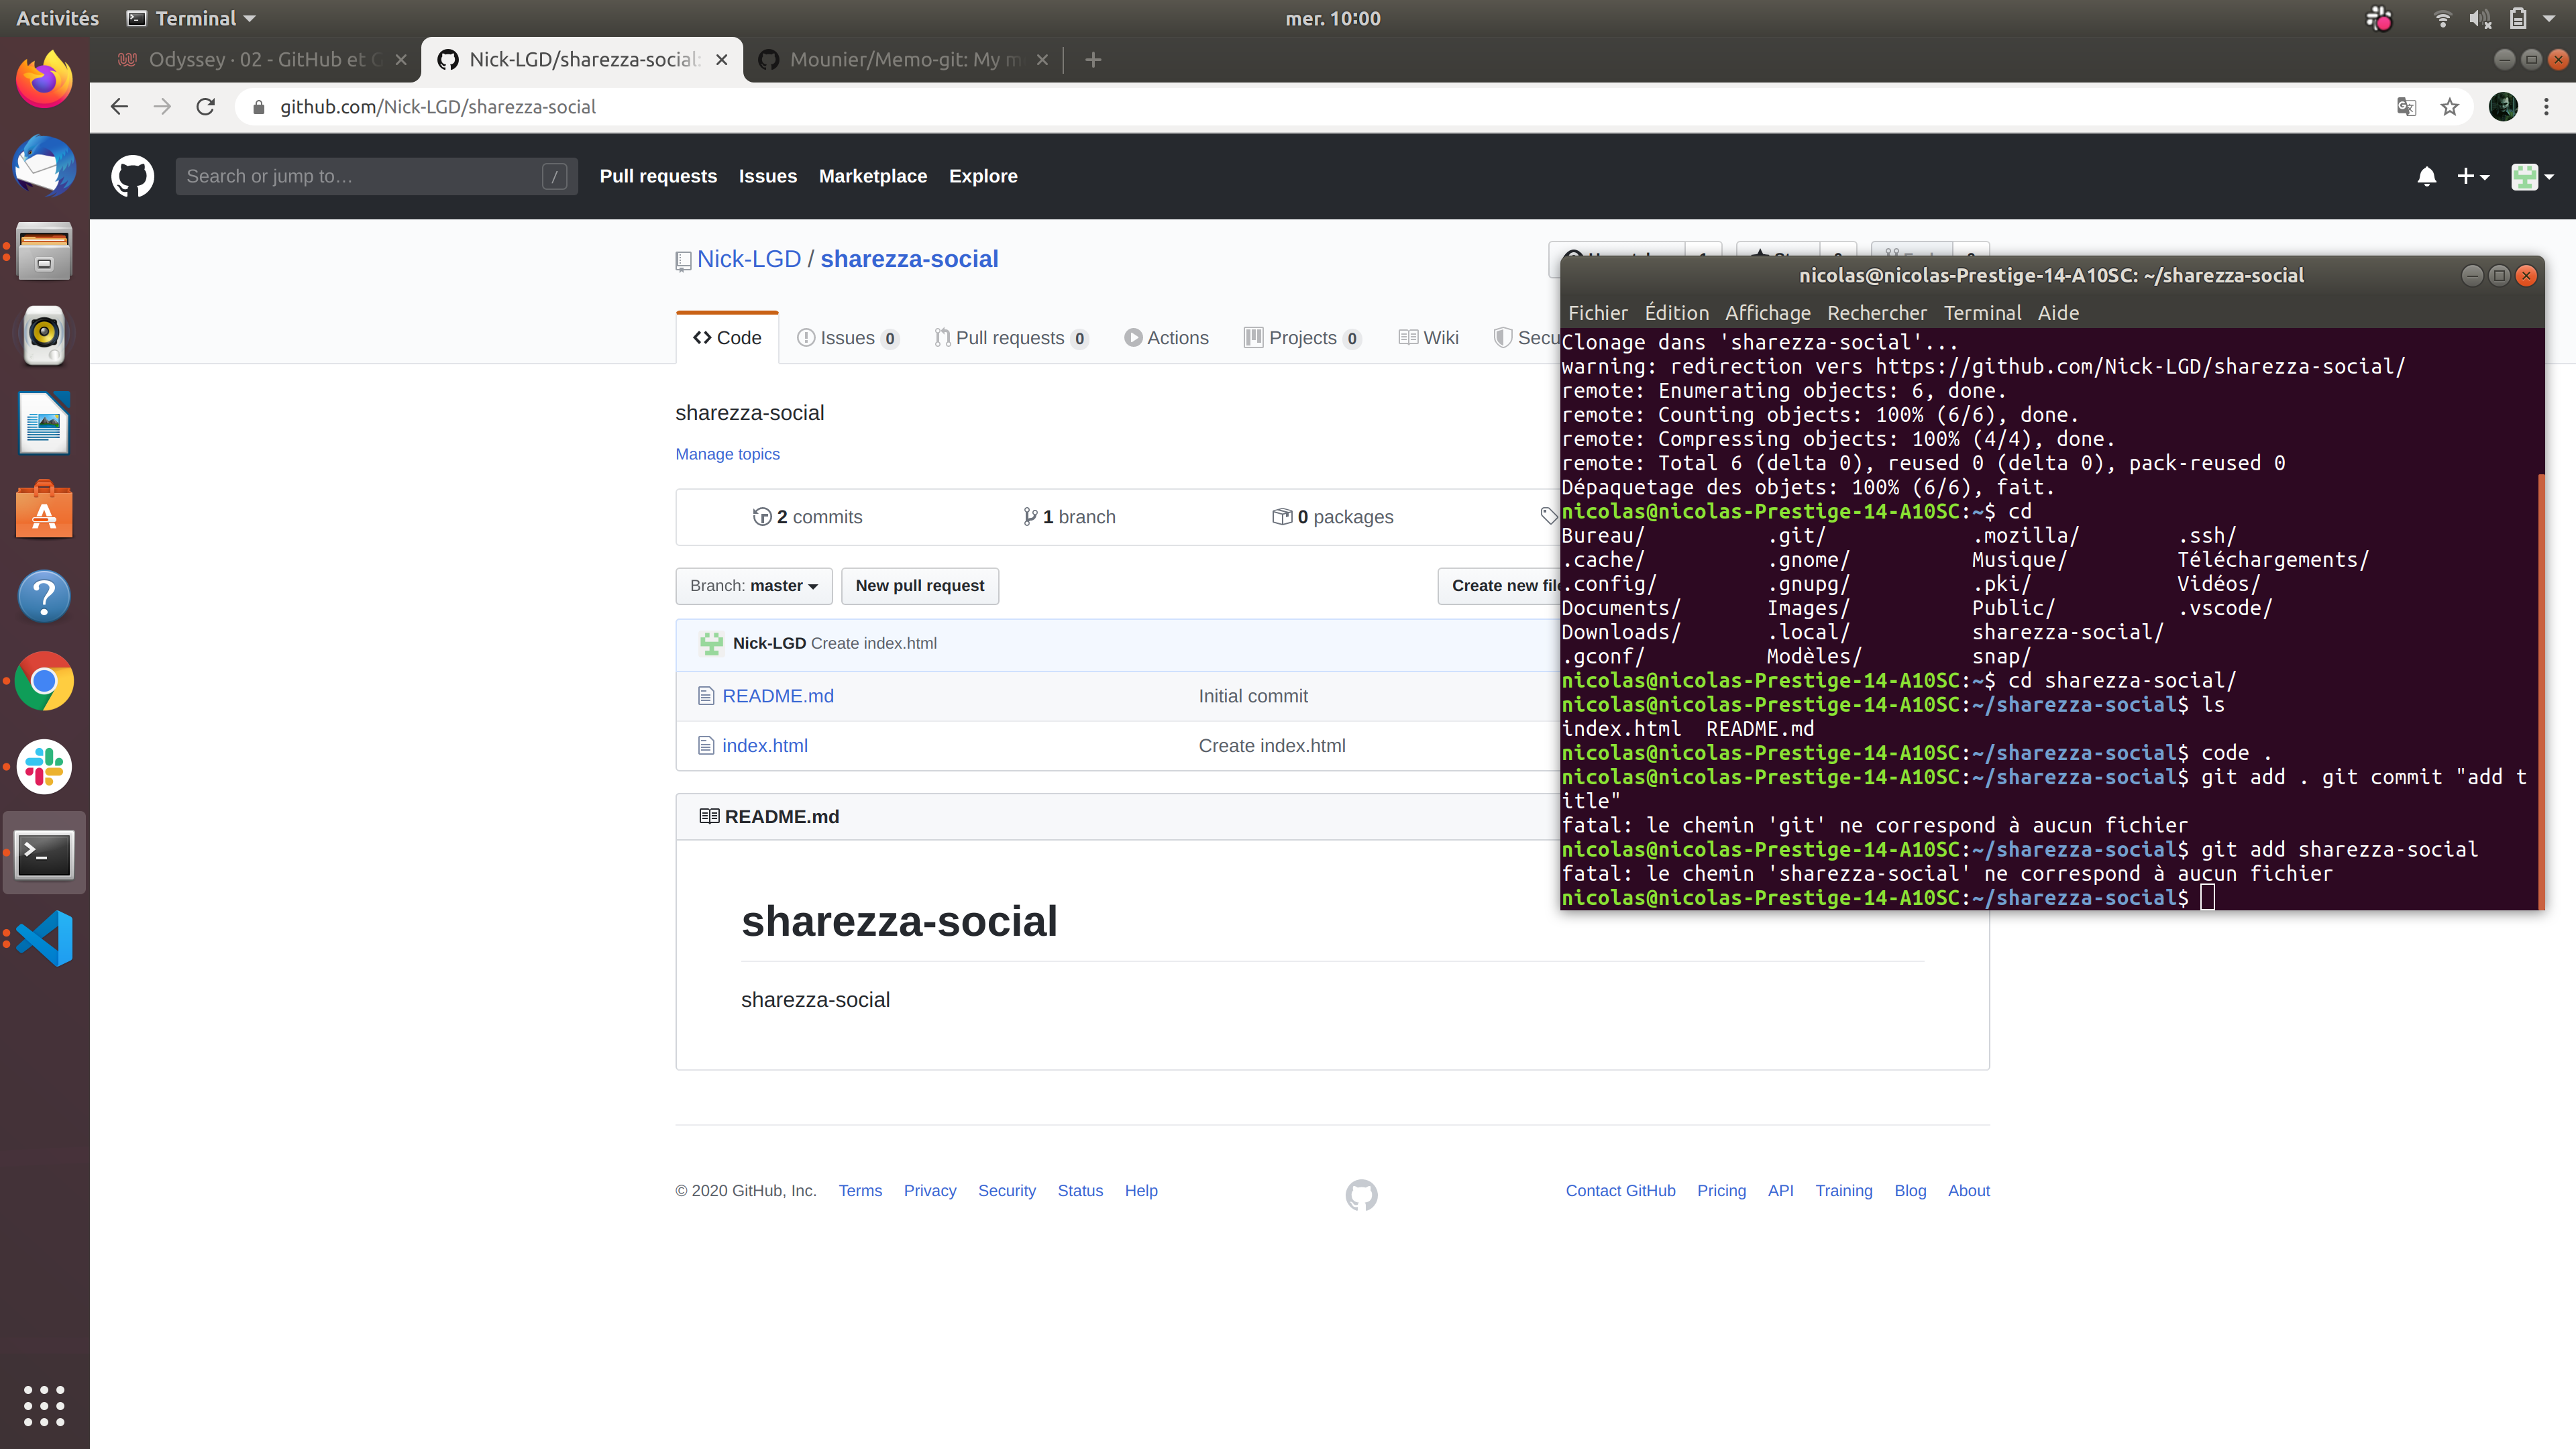 Activités
Terminal
mer. 10:00
Odyssey · 02 - GitHub et
Nick-LGD/sharezza-social:
Mounier/Memo-git: My
github.com/Nick-LGD/sharezza-social
Search or jump to…
/
Pull requests
Issues
Marketplace
Explore
Nick-LGD / sharezza-social
Code
Issues 0
Pull requests 0
Actions
Projects 0
Wiki
sharezza-social
Manage topics
2 commits
1 branch
0 packages
Branch: master
New pull request
Create new
Nick-LGD Create index.html
README.md
Initial commit
index.html
Create index.html
README.md
sharezza-social
sharezza-social
© 2020 GitHub, Inc.
Terms
Privacy
Security
Status
Help
Contact GitHub
Pricing
API
Training
Blog
About
nicolas@nicolas-Prestige-14-A10SC: ~/sharezza-social
Fichier Édition Affichage Rechercher Terminal Aide
Clonage dans 'sharezza-social'...
warning: redirection vers https://github.com/Nick-LGD/sharezza-social/
remote: Enumerating objects: 6, done.
remote: Counting objects: 100% (6/6), done.
remote: Compressing objects: 100% (4/4), done.
remote: Total 6 (delta 0), reused 0 (delta 0), pack-reused 0
Dépaquetage des objets: 100% (6/6), fait.
nicolas@nicolas-Prestige-14-A10SC:~$ cd
Bureau/ .git/ .mozilla/ .ssh/
.cache/ .gnome/ Musique/ Téléchargements/
.config/ .gnupg/ .pki/ Vidéos/
Documents/ Images/ Public/ .vscode/
Downloads/ .local/ sharezza-social/
.gconf/ Modèles/ snap/
nicolas@nicolas-Prestige-14-A10SC:~$ cd sharezza-social/
nicolas@nicolas-Prestige-14-A10SC:~/sharezza-social$ ls
index.html README.md
nicolas@nicolas-Prestige-14-A10SC:~/sharezza-social$ code .
nicolas@nicolas-Prestige-14-A10SC:~/sharezza-social$ git add . git commit "add t
itle"
fatal: le chemin 'git' ne correspond à aucun fichier
nicolas@nicolas-Prestige-14-A10SC:~/sharezza-social$ git add sharezza-social
fatal: le chemin 'sharezza-social' ne correspond à aucun fichier
nicolas@nicolas-Prestige-14-A10SC:~/sharezza-social$